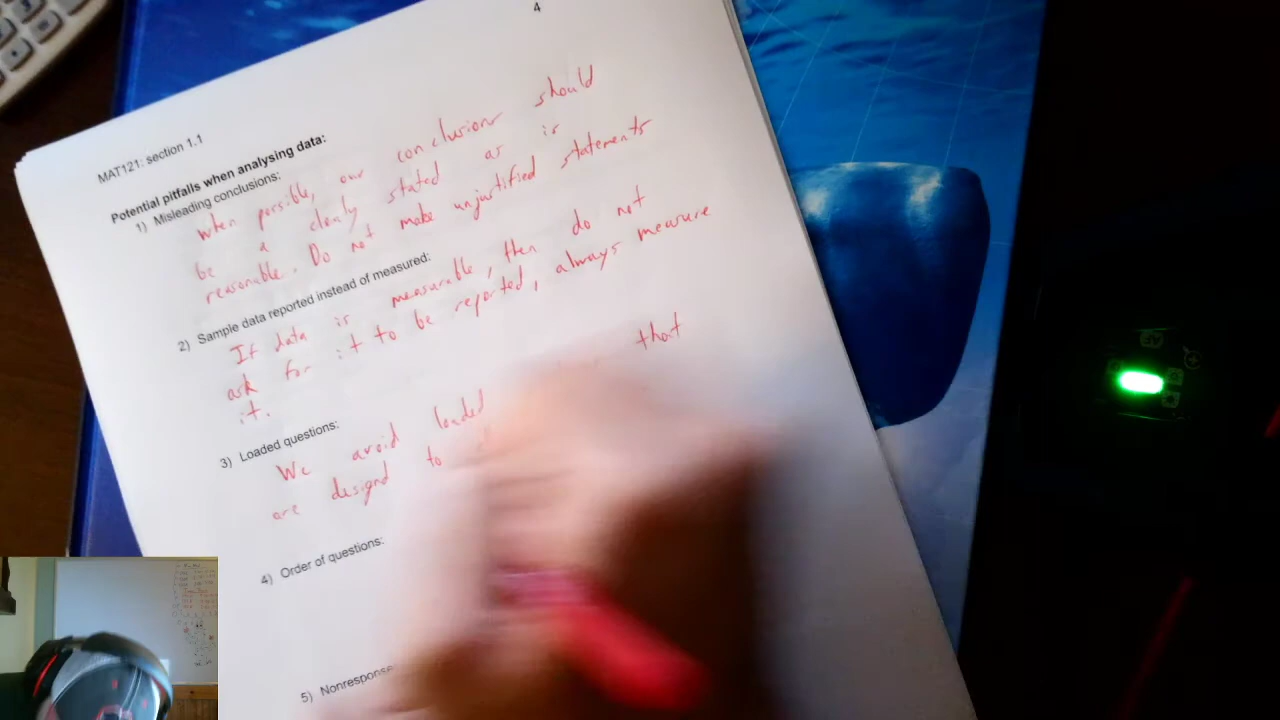 4
MAT121: section 1.1
Potential pitfalls when analysing data:
1) Misleading conclusions:
When possible, our conclusions should
be a clealy stated as is
reasonable. Do not make unjustified statements
2) Sample data reported instead of measured:
If data is measurable, then do not
ask for it to be reported, always measure
it.
3) Loaded questions:
We avoid loaded that
are designd to
4) Order of questions:
5) Nonresponse